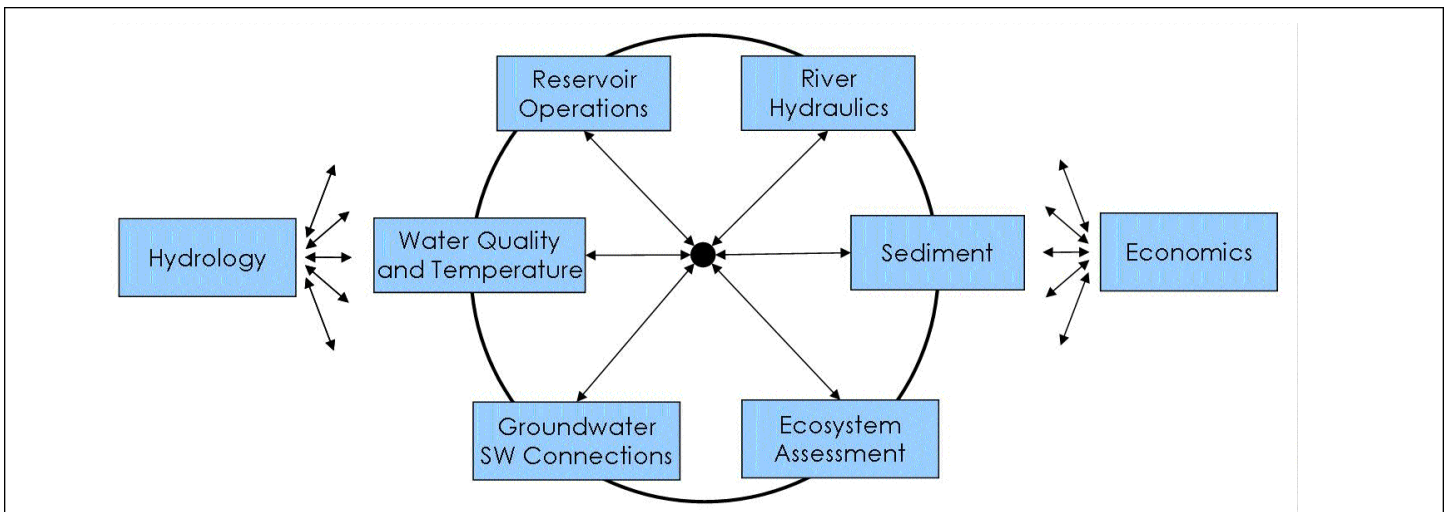 Reservoir
Operations
River
Hydraulics
Hydrology
Water Quality
and Temperature
Sediment
Economics
Groundwater
SW Connections
Ecosystem
Assessment